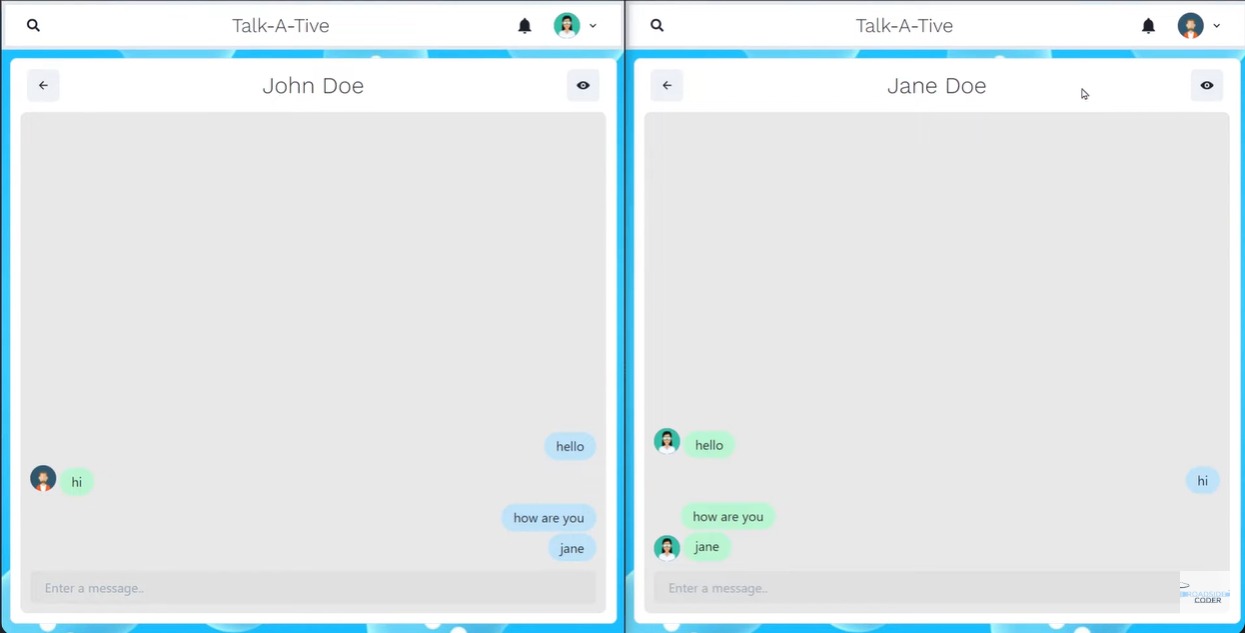 Talk-A-Tive
John Doe
hello
hi
how are you
jane
Enter a message..
Talk-A-Tive
Jane Doe
hello
hi
how are you
jane
Enter a message..
ROADSIDE
CODER